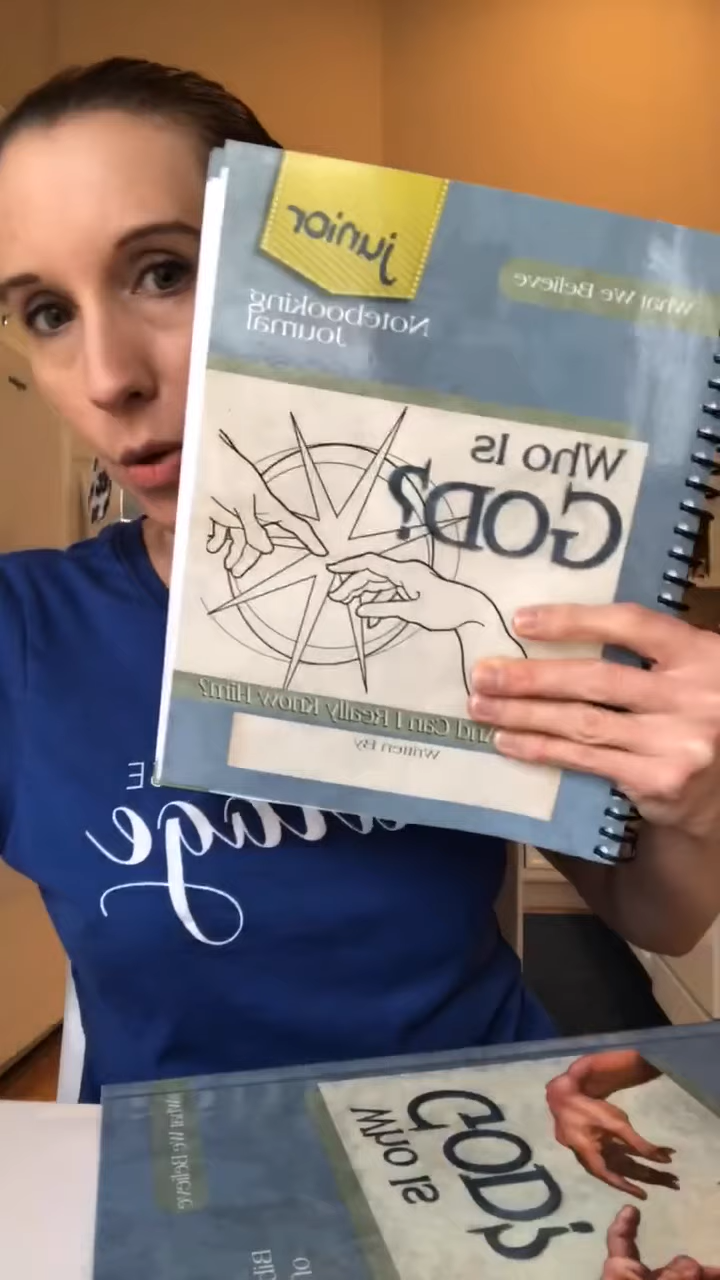 junior
Notebooking
Journal
What We Believe
Who Is
GOD?
And Can I Really Know Him?
Written By
BE
What We Believe
Who Is
GOD?